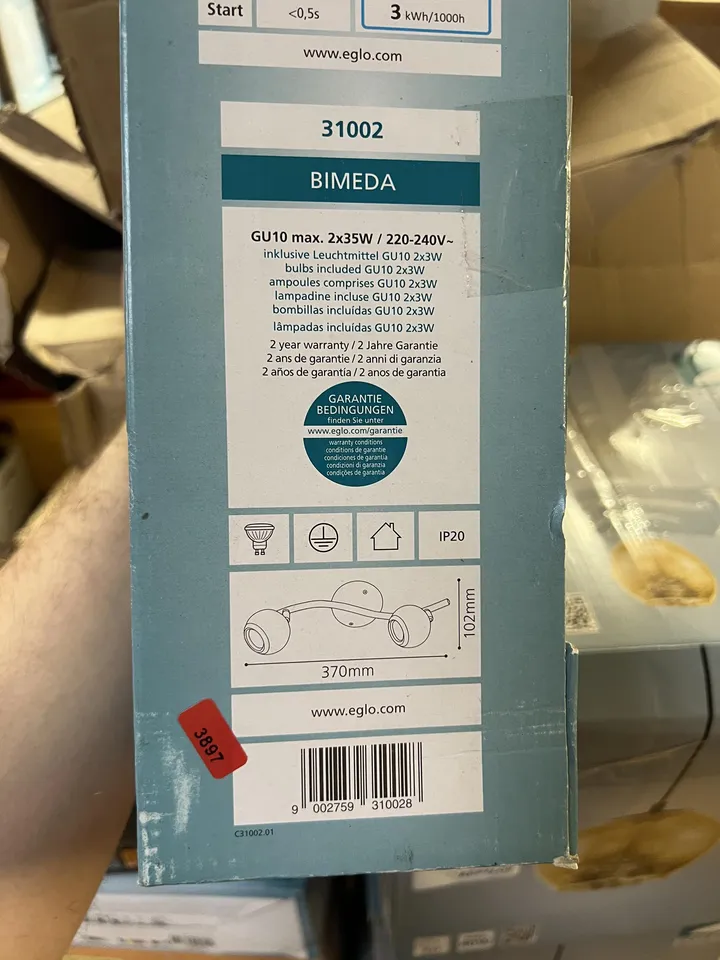 Start
<0,5s
3 kWh/1000h
www.eglo.com
31002
BIMEDA
GU10 max. 2x35W / 220-240V~
inklusive Leuchtmittel GU10 2x3W
bulbs included GU10 2x3W
ampoules comprises GU10 2x3W
lampadine incluse GU10 2x3W
bombillas incluídas GU10 2x3W
lâmpadas incluídas GU10 2x3W
2 year warranty / 2 Jahre Garantie
2 ans de garantie / 2 anni di garanzia
2 años de garantía / 2 anos de garantia
GARANTIE
BEDINGUNGEN
finden Sie unter
www.eglo.com/garantie
warranty conditions
conditions de garantie
condiciones de garantía
condizioni di garanzia
condições de garantia
IP20
102mm
370mm
www.eglo.com
3897
9 002759 310028
C31002.01